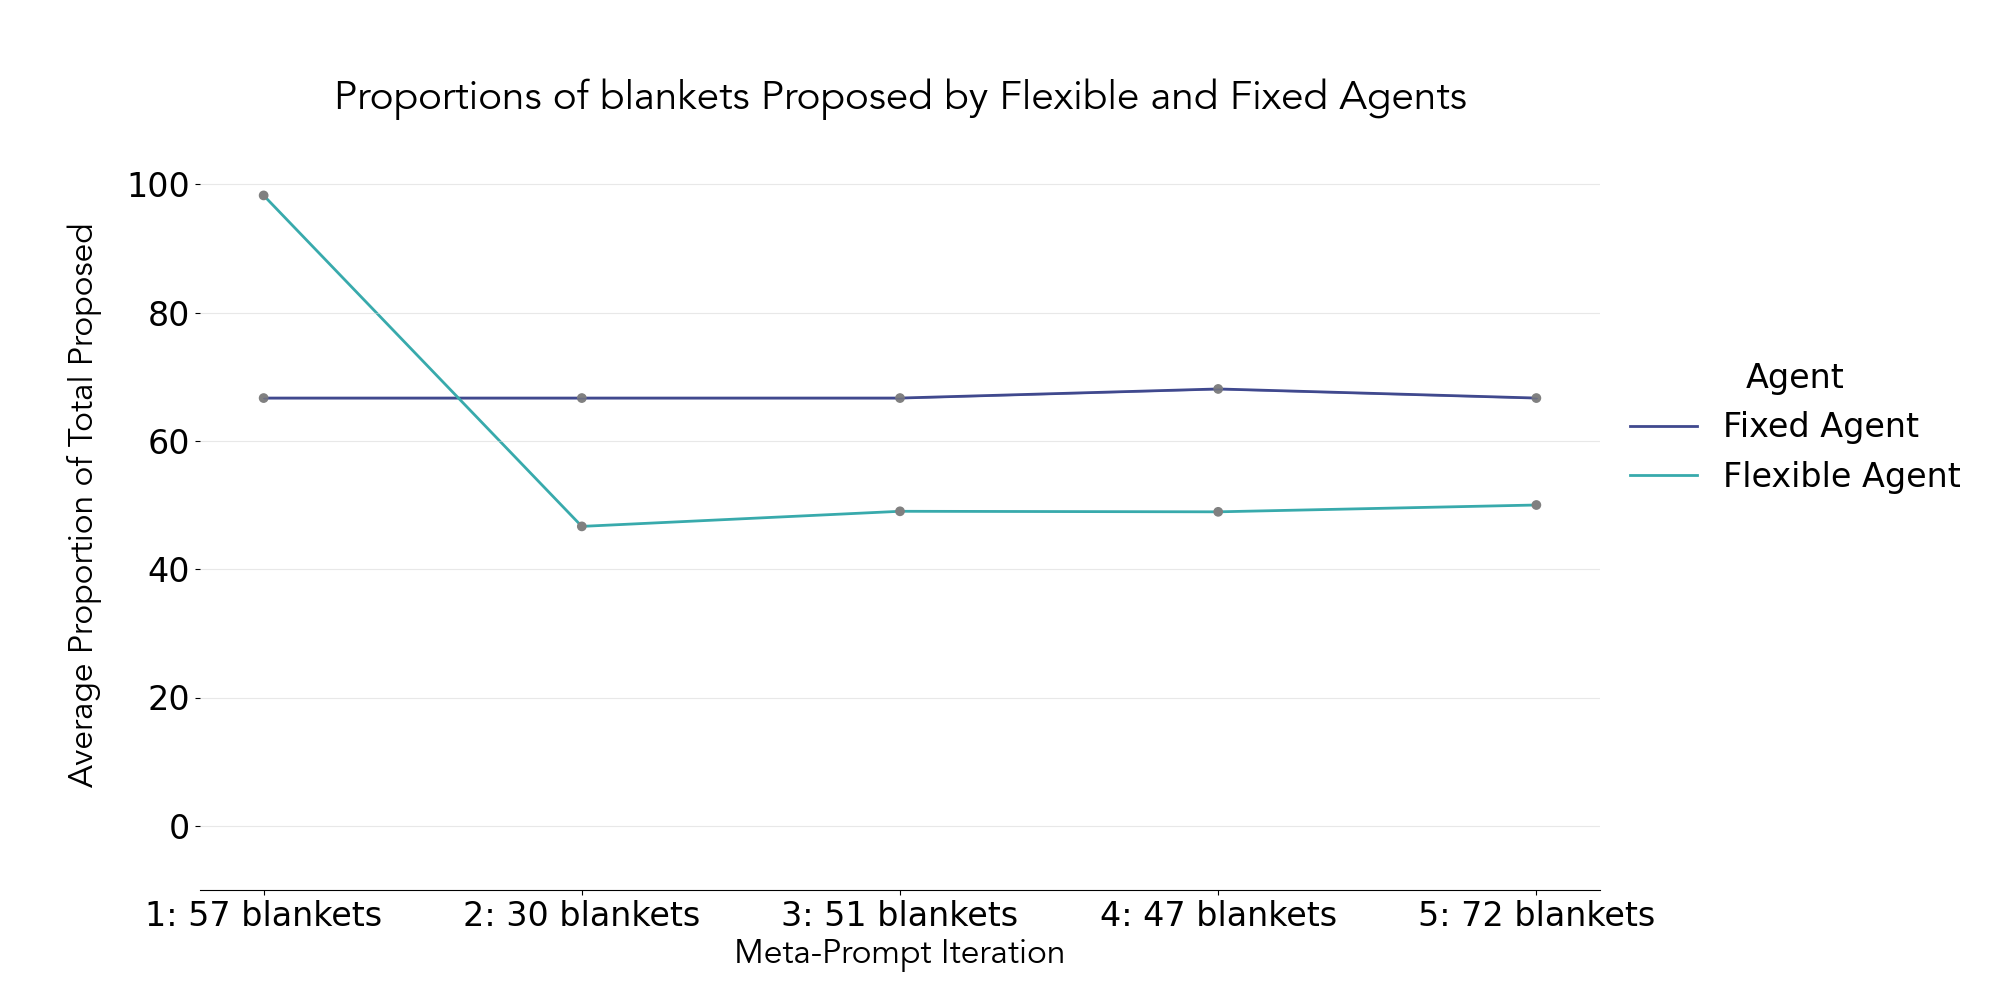 Proportions of blankets Proposed by Flexible and Fixed Agents
Average Proportion of Total Proposed
100
80
60
40
20
0
1: 57 blankets
2: 30 blankets
3: 51 blankets
4: 47 blankets
5: 72 blankets
Meta-Prompt Iteration
Agent
Fixed Agent
Flexible Agent